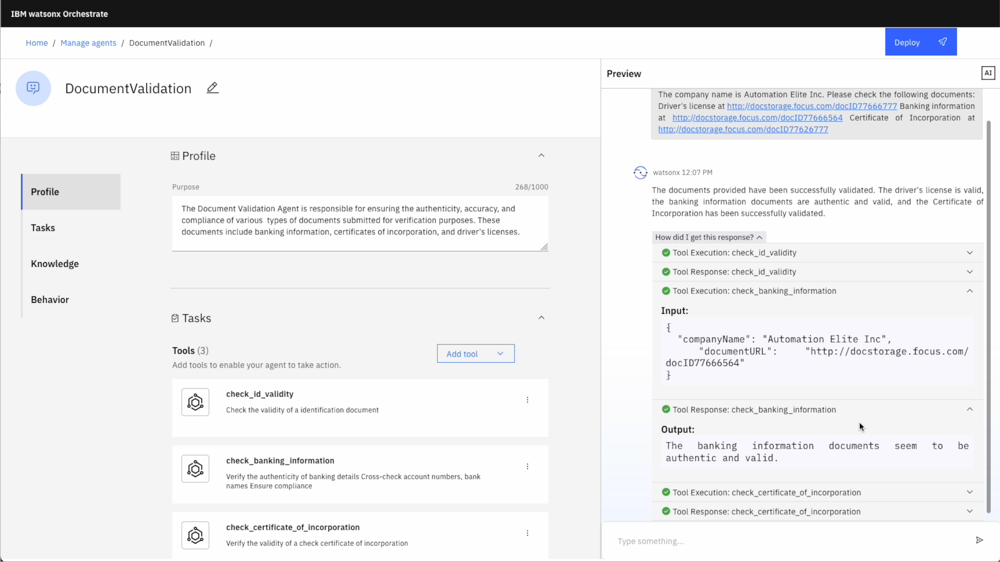 IBM watsonx Orchestrate
Home / Manage agents / DocumentValidation /
Deploy
DocumentValidation
Profile
Tasks
Knowledge
Behavior
Profile
Purpose
268/1000
The Document Validation Agent is responsible for ensuring the authenticity, accuracy, and
compliance of various types of documents submitted for verification purposes. These
documents include banking information, certificates of incorporation, and driver's licenses.
Tasks
Tools (3)
Add tools to enable your agent to take action.
Add tool
check_id_validity
Check the validity of a identification document
check_banking_information
Verify the authenticity of banking details Cross-check account numbers, bank
names Ensure compliance
check_certificate_of_incorporation
Verify the validity of a check certificate of incorporation
Preview
AI
The company name is Automation Elite Inc. Please check the following documents:
Driver's license at http://docstorage.focus.com/docID77666777 Banking information
at http://docstorage.focus.com/docID77666564 Certificate of Incorporation at
http://docstorage.focus.com/docID77626777
watsonx 12:07 PM
The documents provided have been successfully validated. The driver's license is valid,
the banking information documents are authentic and valid, and the Certificate of
Incorporation has been successfully validated.
How did I get this response?
Tool Execution: check_id_validity
Tool Response: check_id_validity
Tool Execution: check_banking_information
Input:
{
"companyName": "Automation Elite Inc",
"documentURL": "http://docstorage.focus.com/
docID77666564"
}
Tool Response: check_banking_information
Output:
The banking information documents seem to be
authentic and valid.
Tool Execution: check_certificate_of_incorporation
Tool Response: check_certificate_of_incorporation
Type something...